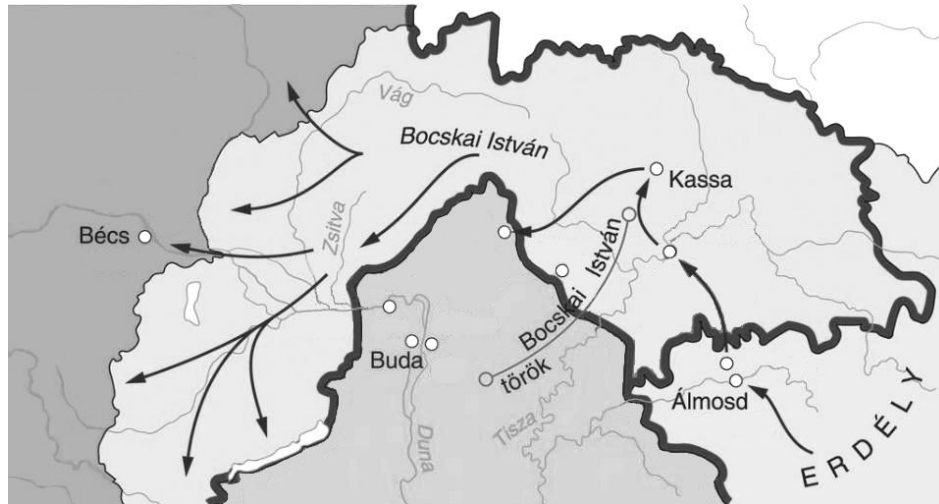 Vág
Bocskai István
Kassa
Zsitva
Bécs
Bocskai István
török
Buda
Álmosd
Tisza
Duna
ERDÉLY